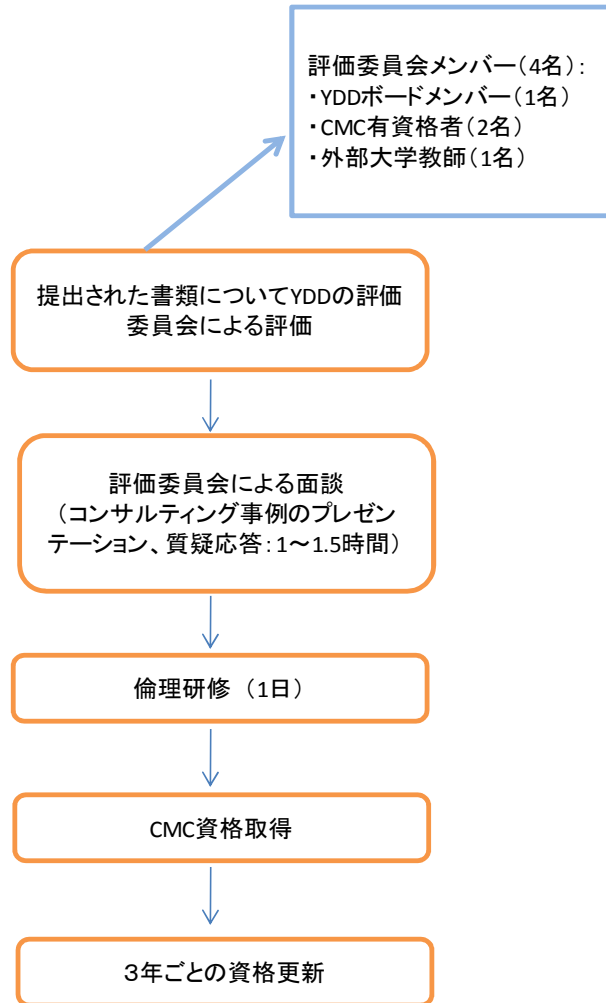 評価委員会メンバー（4名）：
・YDDボードメンバー（1名）
・CMC有資格者（2名）
・外部大学教師（1名）
提出された書類についてYDDの評価
委員会による評価
評価委員会による面談
（コンサルティング事例のプレゼン
テーション、質疑応答：1～1.5時間）
倫理研修　（1日）
CMC資格取得
３年ごとの資格更新